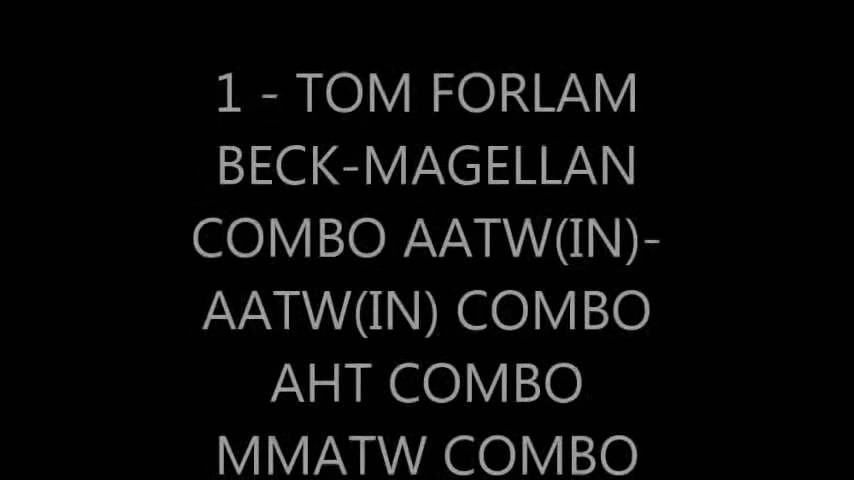 1 - TOM FORLAM
BECK-MAGELLAN
COMBO AATW(IN)-
AATW(IN) COMBO
AHT COMBO
MMATW COMBO